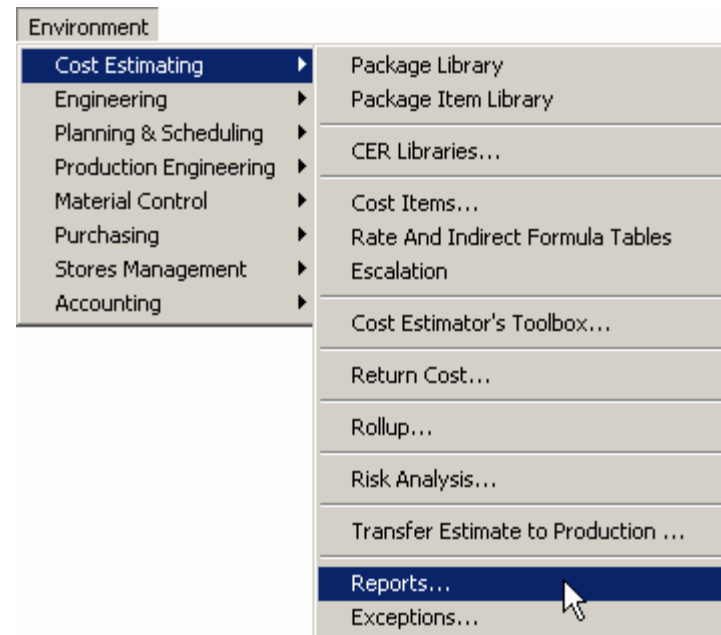 Environment
Cost Estimating
Engineering
Planning & Scheduling
Production Engineering
Material Control
Purchasing
Stores Management
Accounting
Package Library
Package Item Library
CER Libraries...
Cost Items...
Rate And Indirect Formula Tables
Escalation
Cost Estimator's Toolbox...
Return Cost...
Rollup...
Risk Analysis...
Transfer Estimate to Production ...
Reports...
Exceptions...